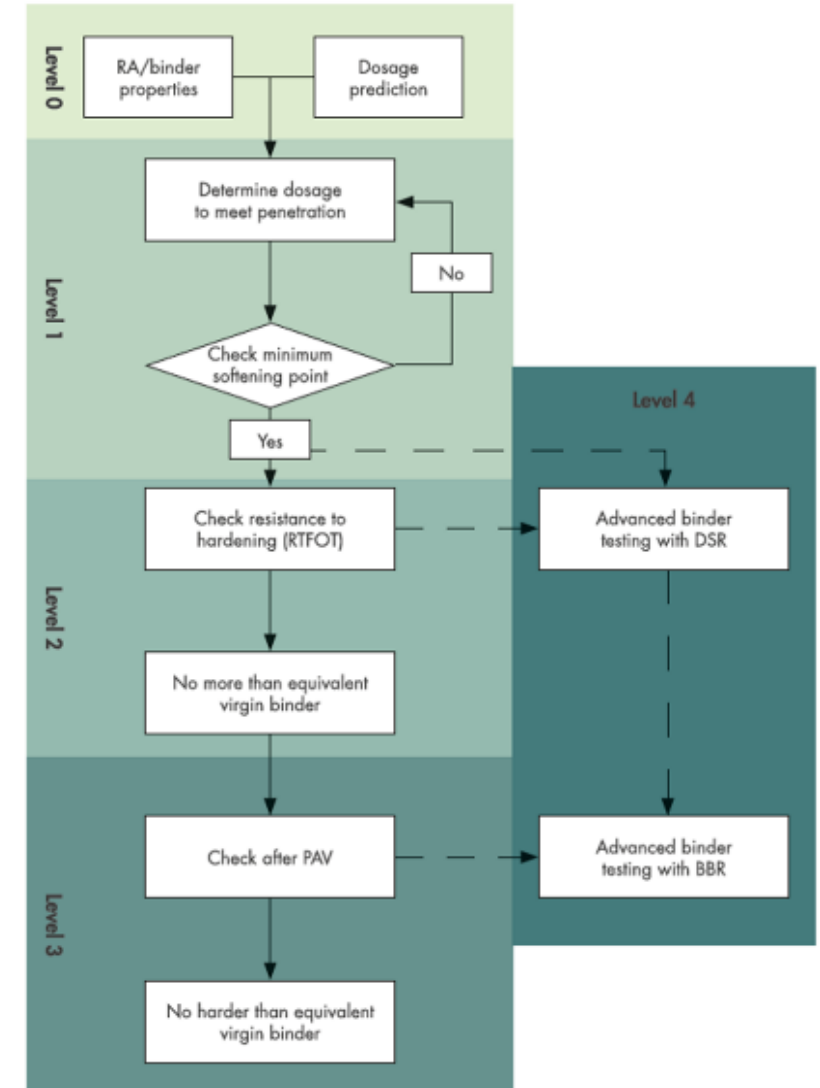 Level 0
RA/binder
properties
Dosage
prediction
Level 1
Determine dosage
to meet penetration
No
Check minimum
softening point
Yes
Level 4
Level 2
Check resistance to
hardening (RTFOT)
Advanced binder
testing with DSR
No more than equivalent
virgin binder
Level 3
Check after PAV
Advanced binder
testing with BBR
No harder than equivalent
virgin binder